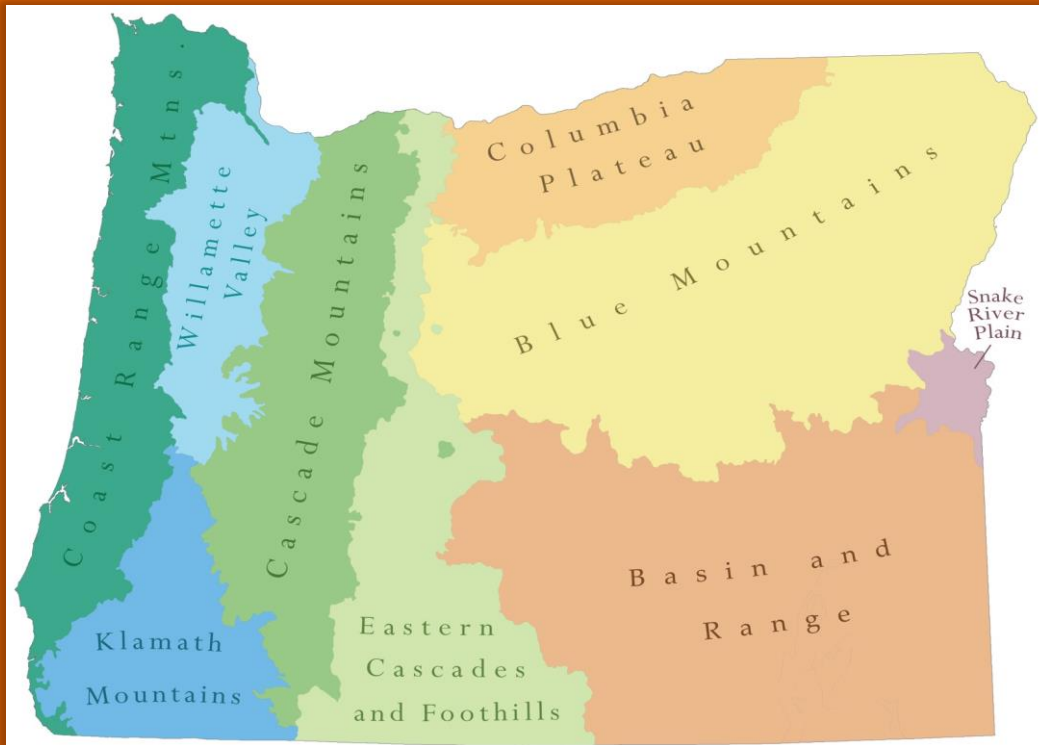 Coast Range Mtns.
Willamette
Valley
Cascade Mountains
Columbia
Plateau
Blue Mountains
Snake
River
Plain
Klamath
Mountains
Eastern
Cascades
and Foothills
Basin and
Range